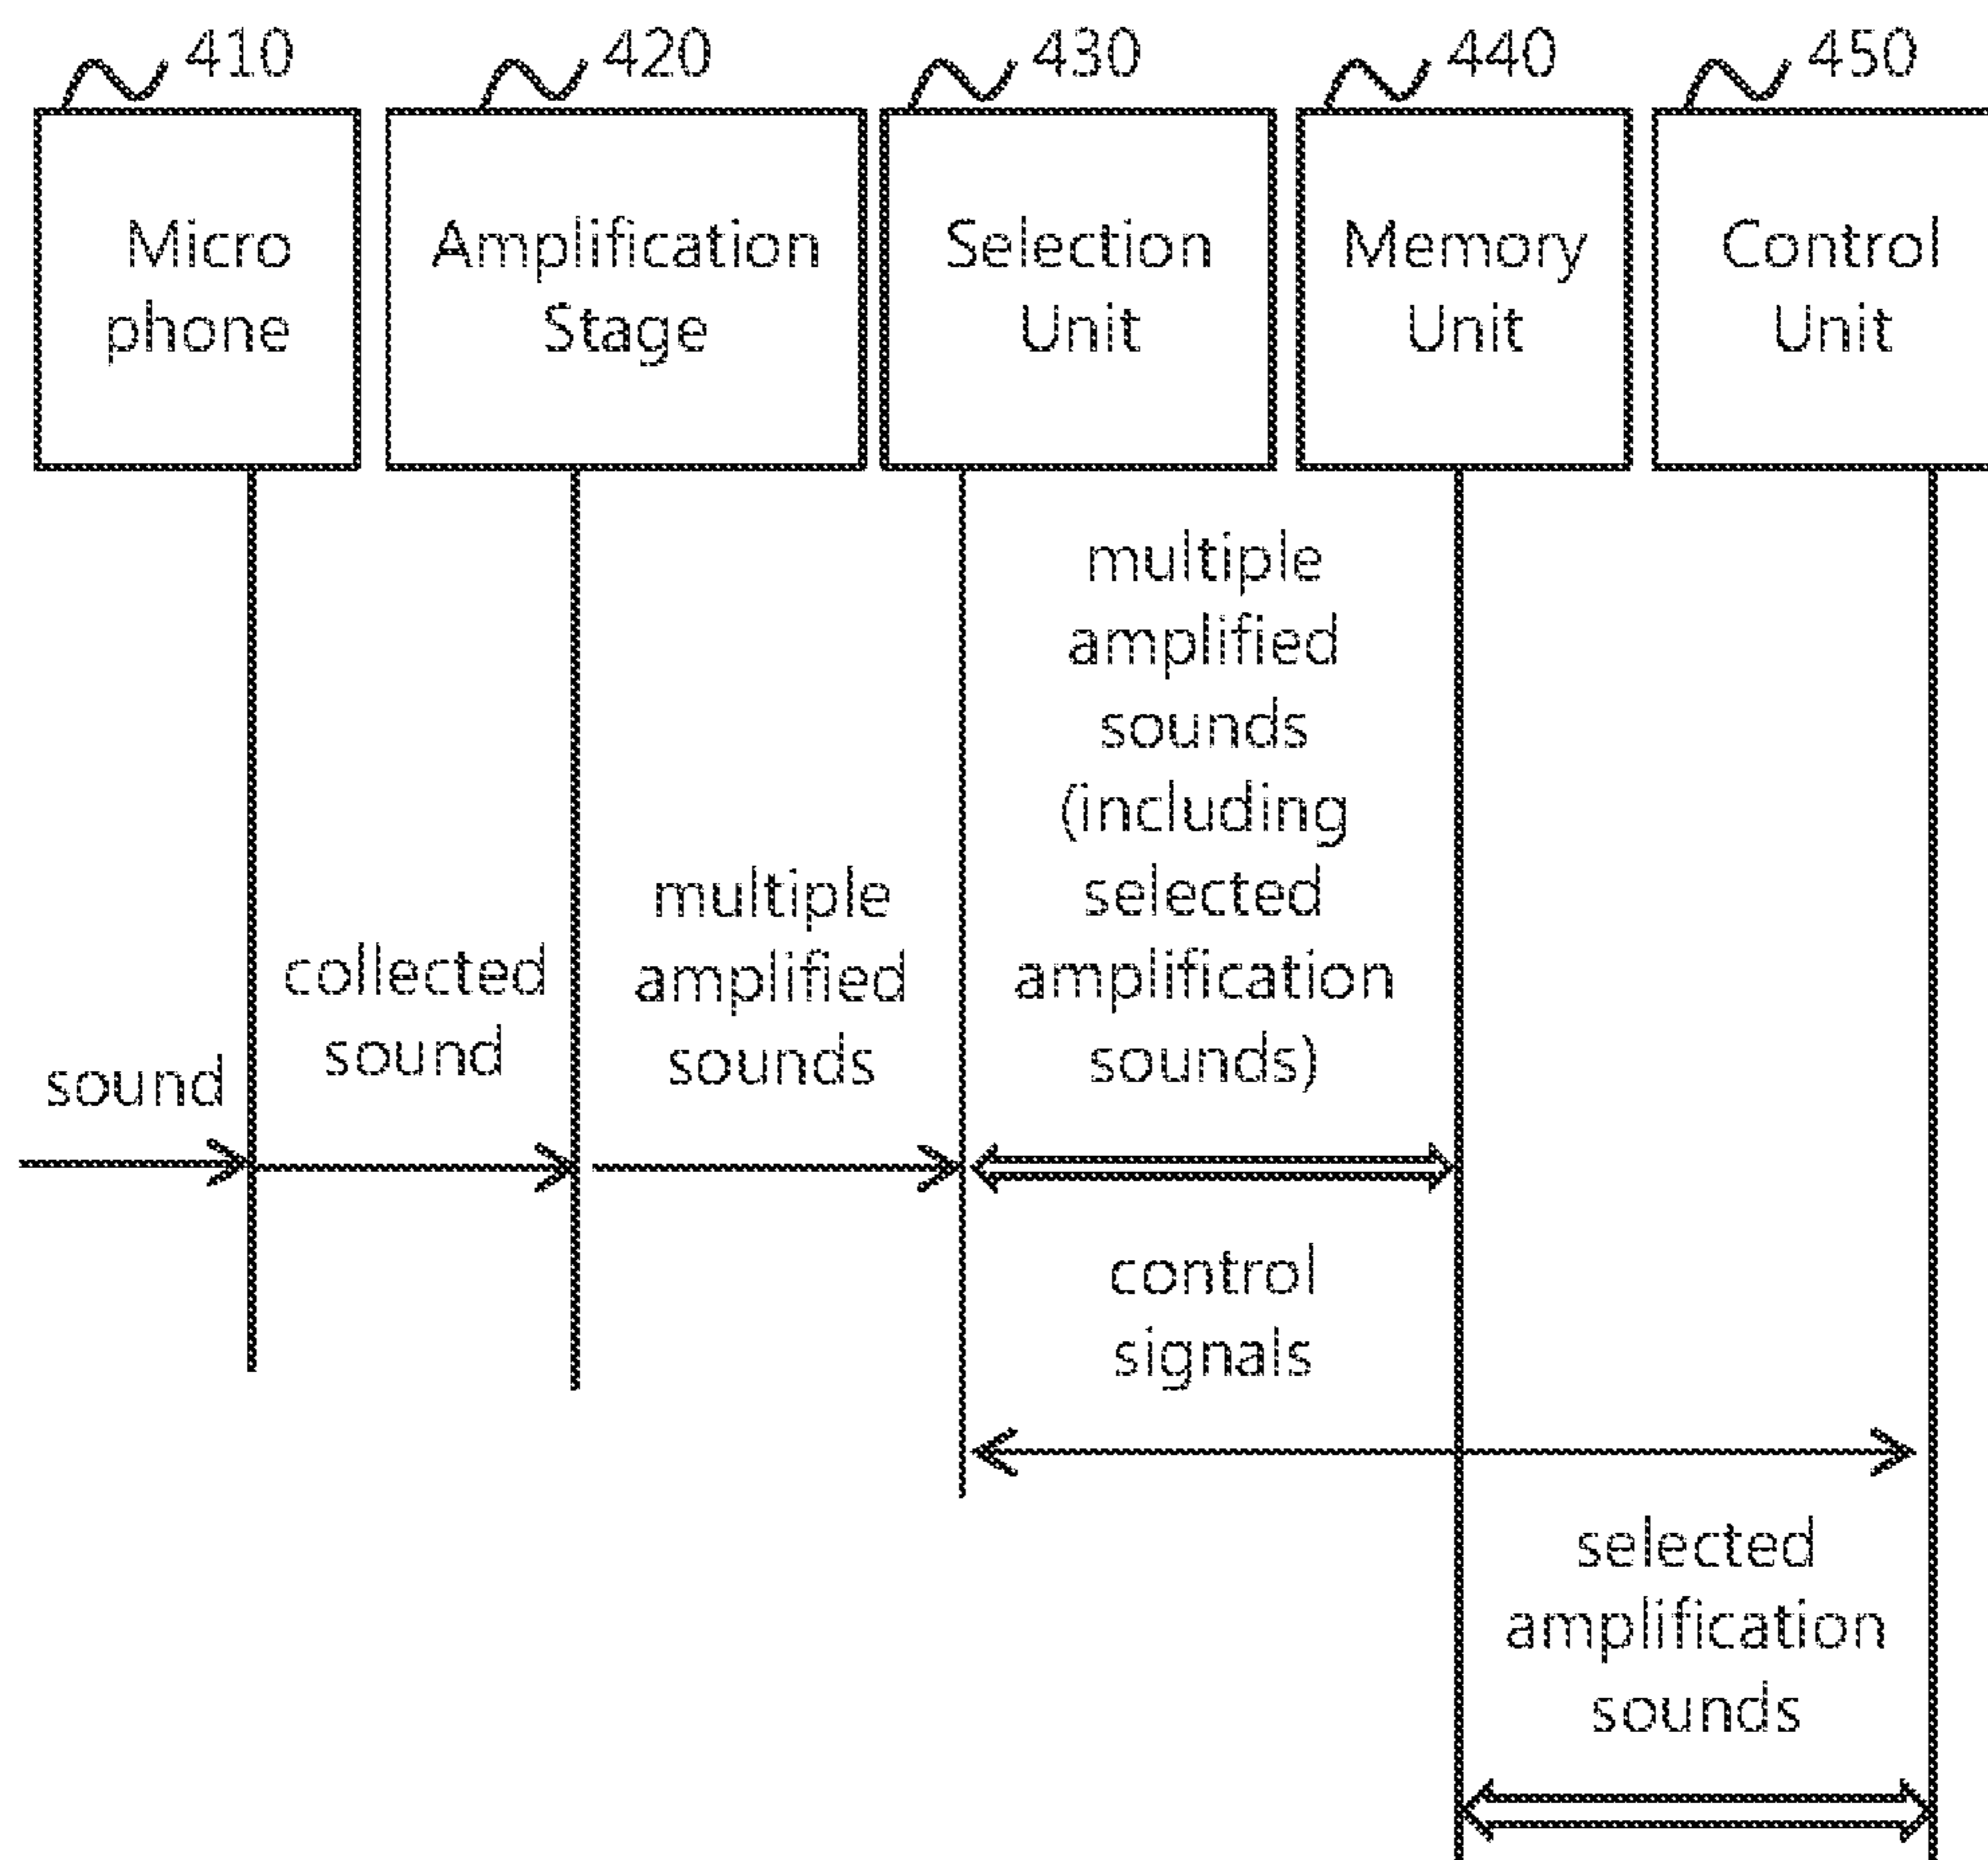 410
420
430
440
450
Micro
phone
Amplification
Stage
Selection
Unit
Memory
Unit
Control
Unit
sound
collected
sound
multiple
amplified
sounds
multiple
amplified
sounds
(including
selected
amplification
sounds)
control
signals
selected
amplification
sounds